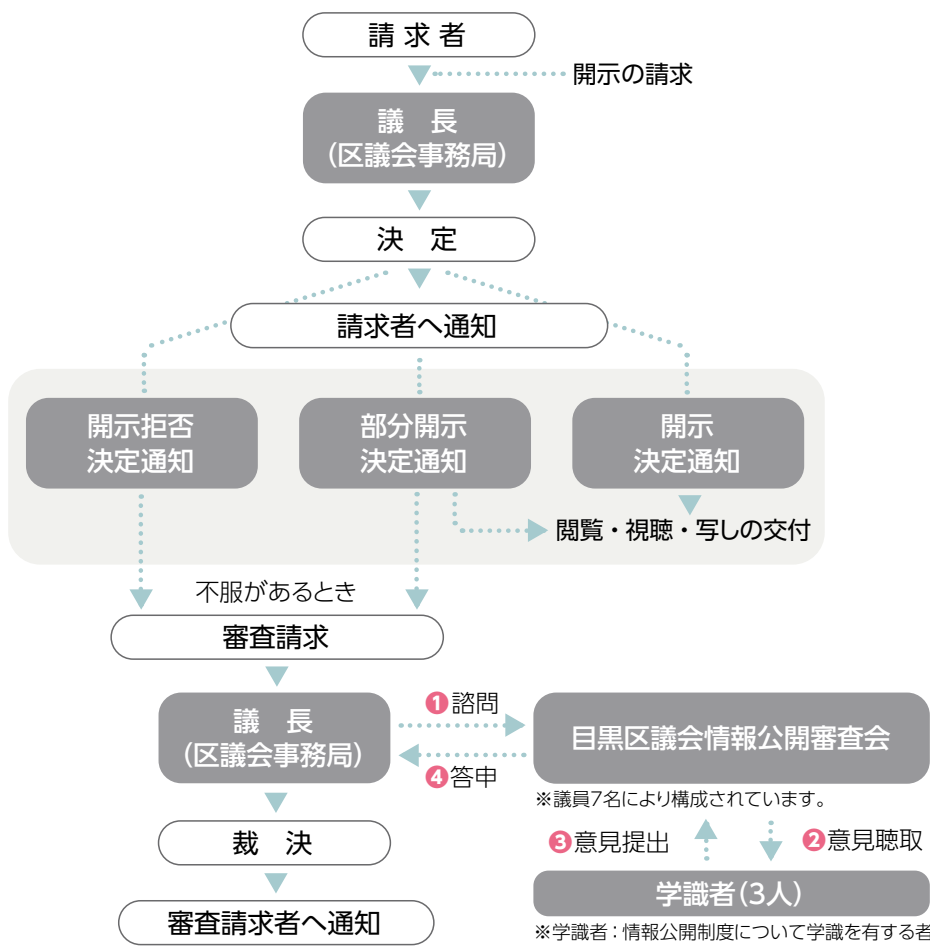 請求者
開示の請求
議 長
(区議会事務局)
決 定
請求者へ通知
開示拒否
決定通知
部分開示
決定通知
開示
決定通知
閲覧・視聴・写しの交付
不服があるとき
審査請求
議 長
(区議会事務局)
❶諮問
❹答申
目黒区議会情報公開審査会
※議員7名により構成されています。
❸意見提出
❷意見聴取
裁 決
学識者(3人)
※学識者：情報公開制度について学識を有する者
審査請求者へ通知